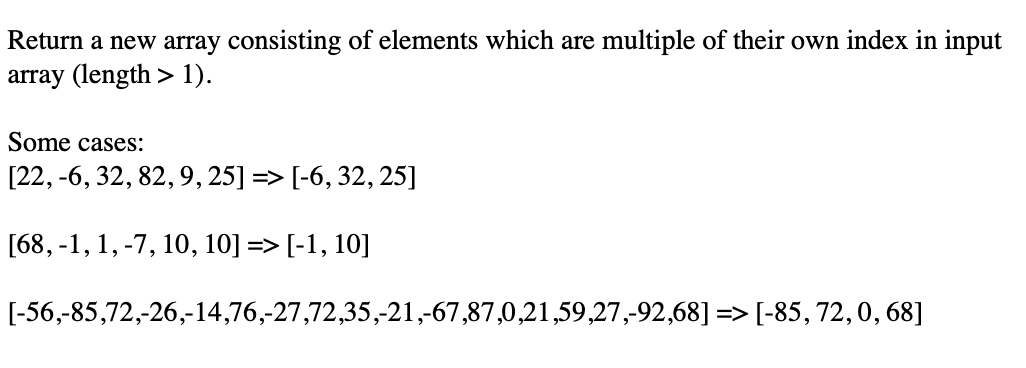 Return a new array consisting of elements which are multiple of their own index in input
array (length > 1).
Some cases:
[22, -6, 32, 82, 9, 25] => [-6, 32, 25]
[68, -1, 1, -7, 10, 10] => [-1, 10]
[-56,-85,72,-26,-14,76,-27,72,35,-21,-67,87,0,21,59,27,-92,68] => [-85, 72, 0, 68]